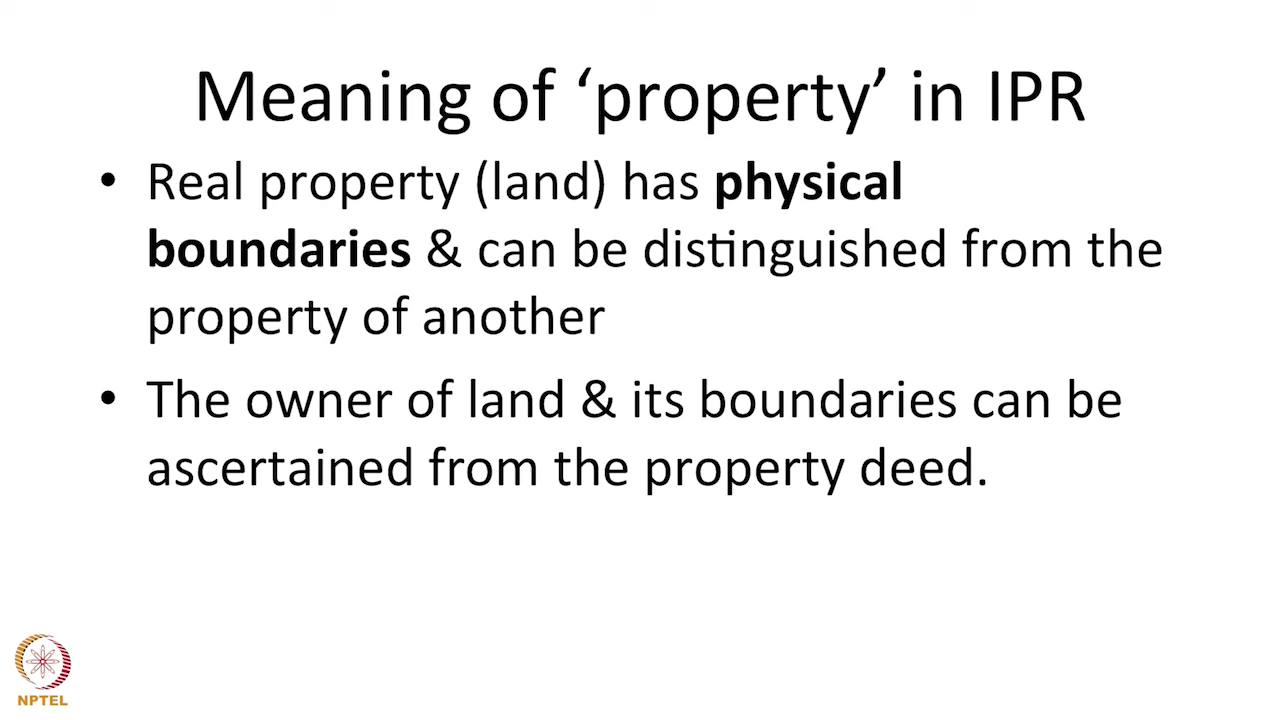 Meaning of ‘property’ in IPR
• Real property (land) has physical
boundaries & can be distinguished from the
property of another
• The owner of land & its boundaries can be
ascertained from the property deed.
NPTEL